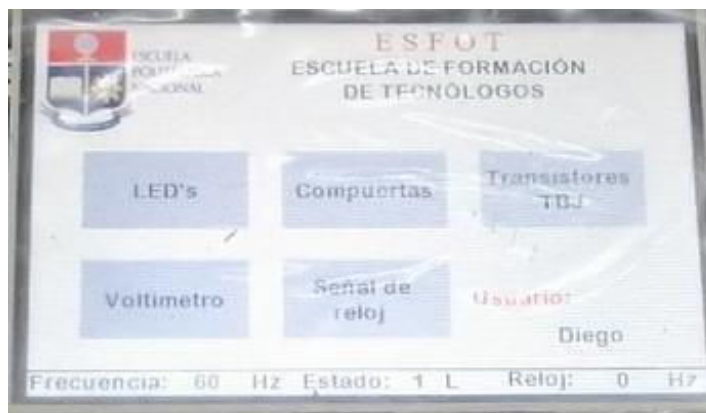 ESCUELA
POLITÉCNICA
NACIONAL
ESFOT
ESCUELA DE FORMACIÓN
DE TECNÓLOGOS
LED's
Compuertas
Transistores
TBJ
Voltimetro
Señal de
reloj
Usuario:
Diego
Frecuencia: 60 Hz Estado: 1 L Reloj: 0 Hz